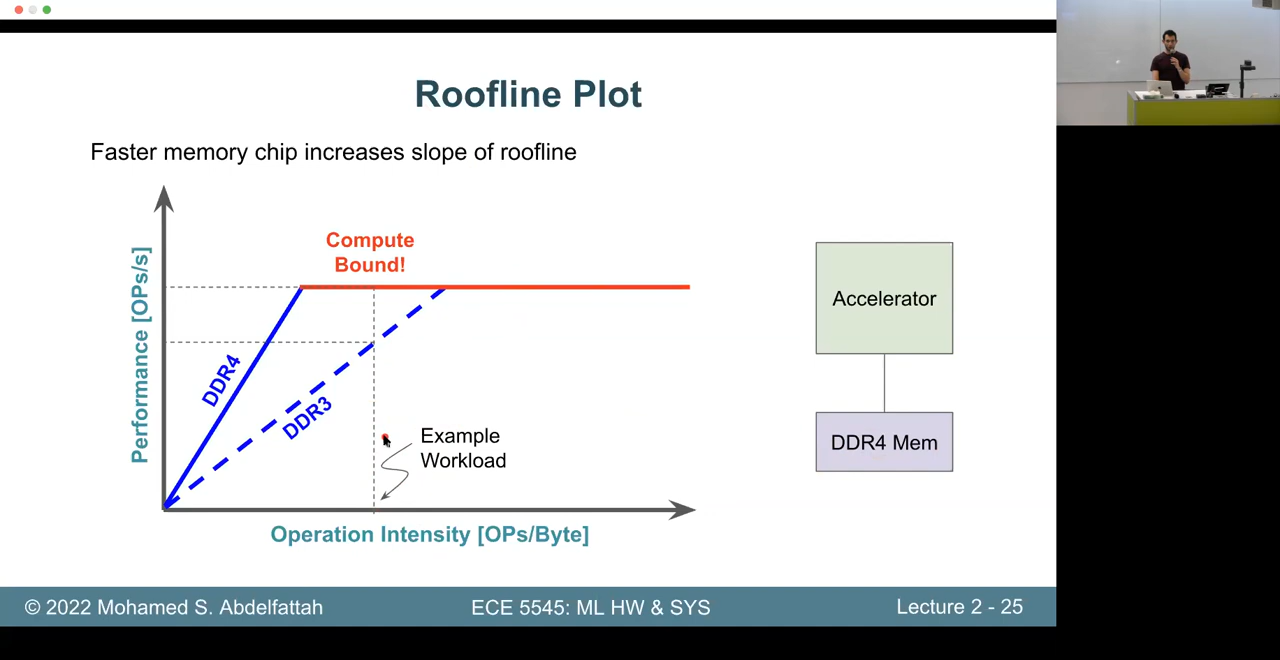 Roofline Plot
Faster memory chip increases slope of roofline
Performance [OPs/s]
Compute
Bound!
DDR4
DDR3
Example
Workload
Operation Intensity [OPs/Byte]
Accelerator
DDR4 Mem
© 2022 Mohamed S. Abdelfattah
ECE 5545: ML HW & SYS
Lecture 2 - 25